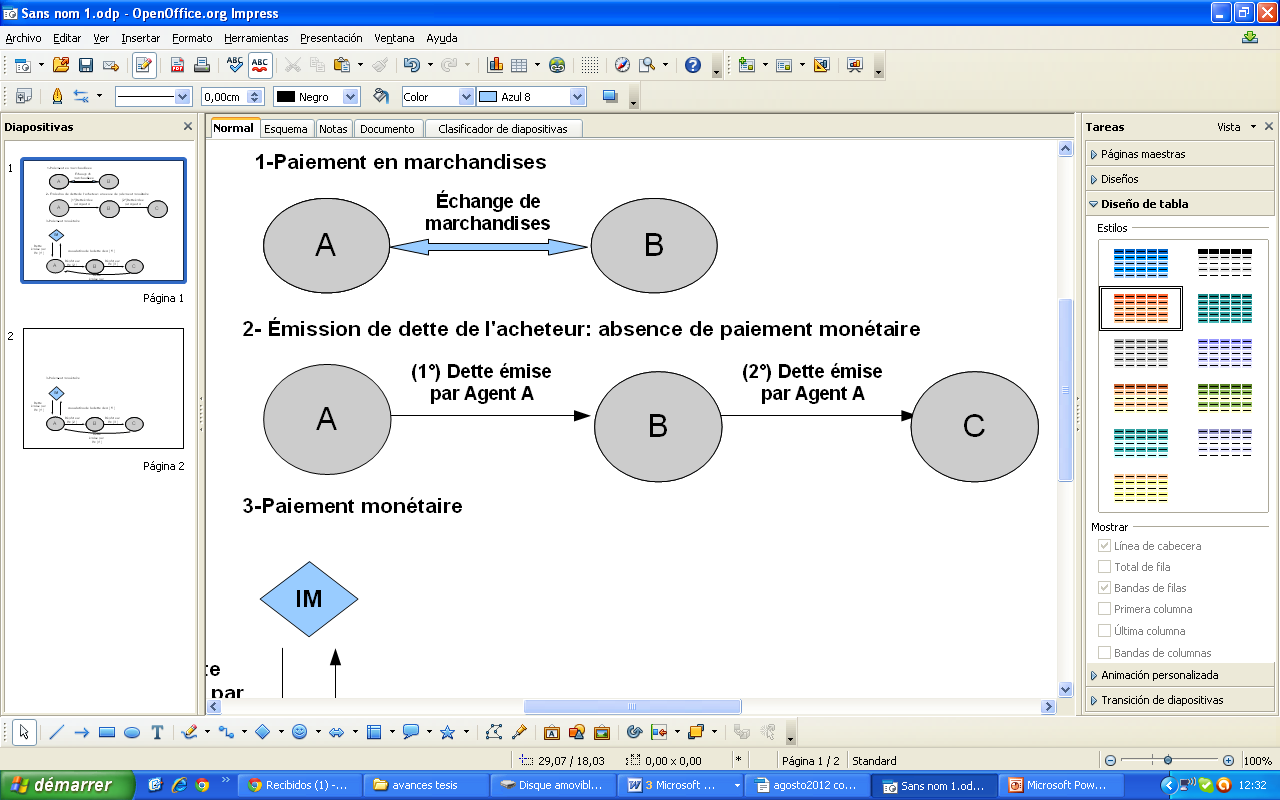 Sans nom 1.odp - OpenOffice.org Impress
Archivo Editar Ver Insertar Formato Herramientas Presentación Ventana Ayuda
0,00cm Negro Color Azul 8
Diapositivas
Normal Esquema Notas Documento Clasificador de diapositivas
Tareas Vista
1
Página 1
2
Página 2
1-Paiement en marchandises
Échange de
marchandises
A B
2- Émission de dette de l'acheteur: absence de paiement monétaire
(1°) Dette émise (2°) Dette émise
par Agent A par Agent A
A B C
3-Paiement monétaire
IM
te
par
Páginas maestras
Diseños
Diseño de tabla
Estilos
Mostrar
Línea de cabecera
Total de fila
Bandas de filas
Primera columna
Última columna
Bandas de columnas
Animación personalizada
Transición de diapositivas
29,07 / 18,03 0,00 x 0,00 * Página 1 / 2 Standard 100%
démarrer Recibidos (1) -... avances tesis Disque amovibl... 3 Microsoft ... agosto2012 co... Sans nom 1.od... Microsoft Pow... 12:32